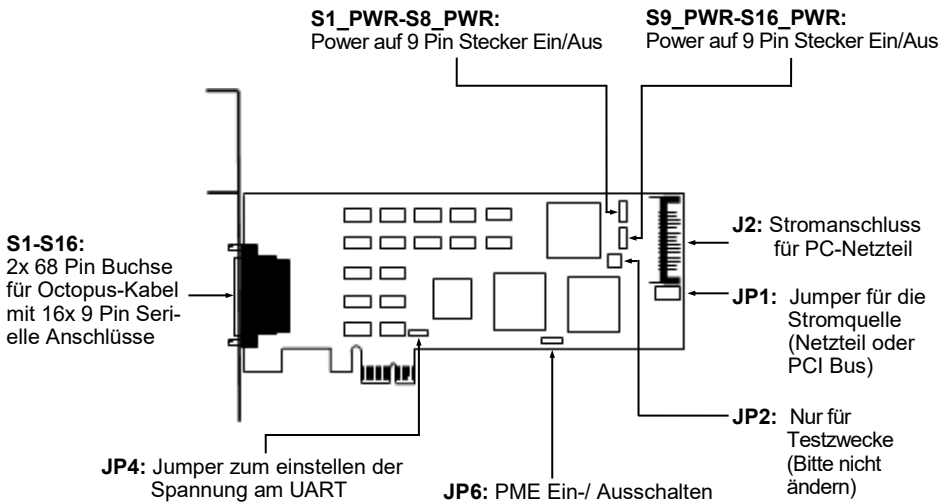 S1_PWR-S8_PWR:
Power auf 9 Pin Stecker Ein/Aus
S9_PWR-S16_PWR:
Power auf 9 Pin Stecker Ein/Aus
S1-S16:
2x 68 Pin Buchse
für Octopus-Kabel
mit 16x 9 Pin Seri-
elle Anschlüsse
J2: Stromanschluss
für PC-Netzteil
JP1: Jumper für die
Stromquelle
(Netzteil oder
PCI Bus)
JP2: Nur für
Testzwecke
(Bitte nicht
ändern)
JP4: Jumper zum einstellen der
Spannung am UART
JP6: PME Ein-/ Ausschalten